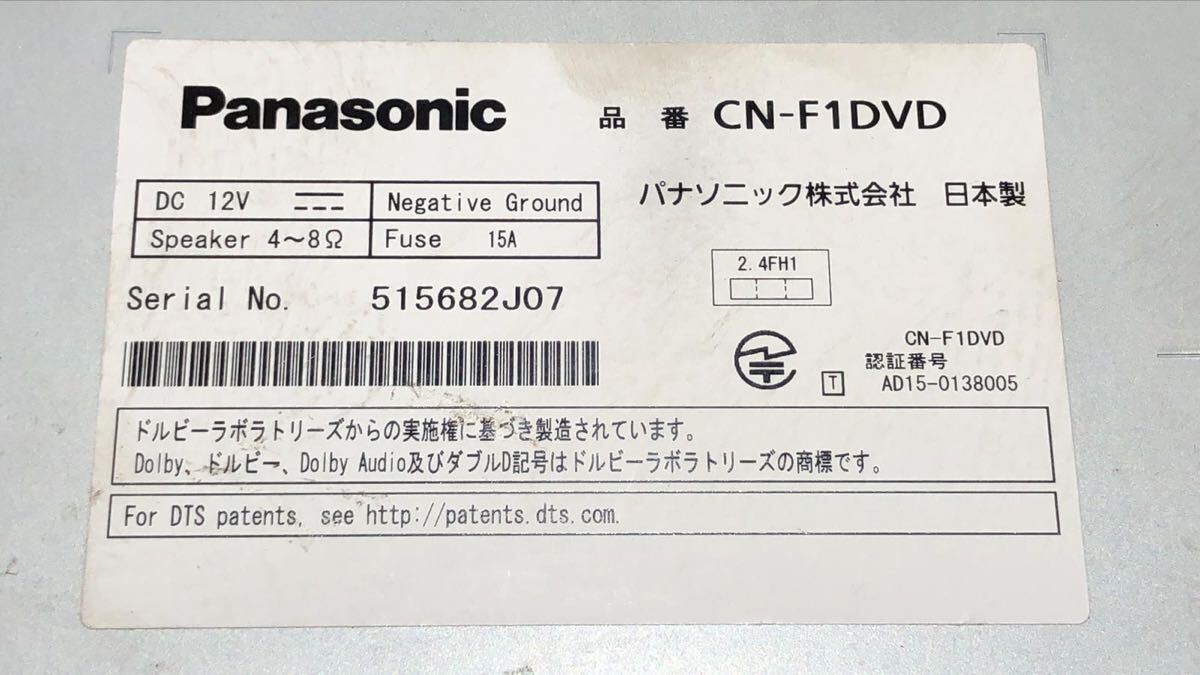 Panasonic 品番 CN-F1DVD
DC 12V Negative Ground
Speaker 4～8Ω Fuse 15A
パナソニック株式会社 日本製
2.4FH1
Serial No. 515682J07
CN-F1DVD
認証番号
T AD15-0138005
ドルビーラボラトリーズからの実施権に基づき製造されています。
Dolby、ドルビー、Dolby Audio及びダブルD記号はドルビーラボラトリーズの商標です。
For DTS patents, see http://patents.dts.com.